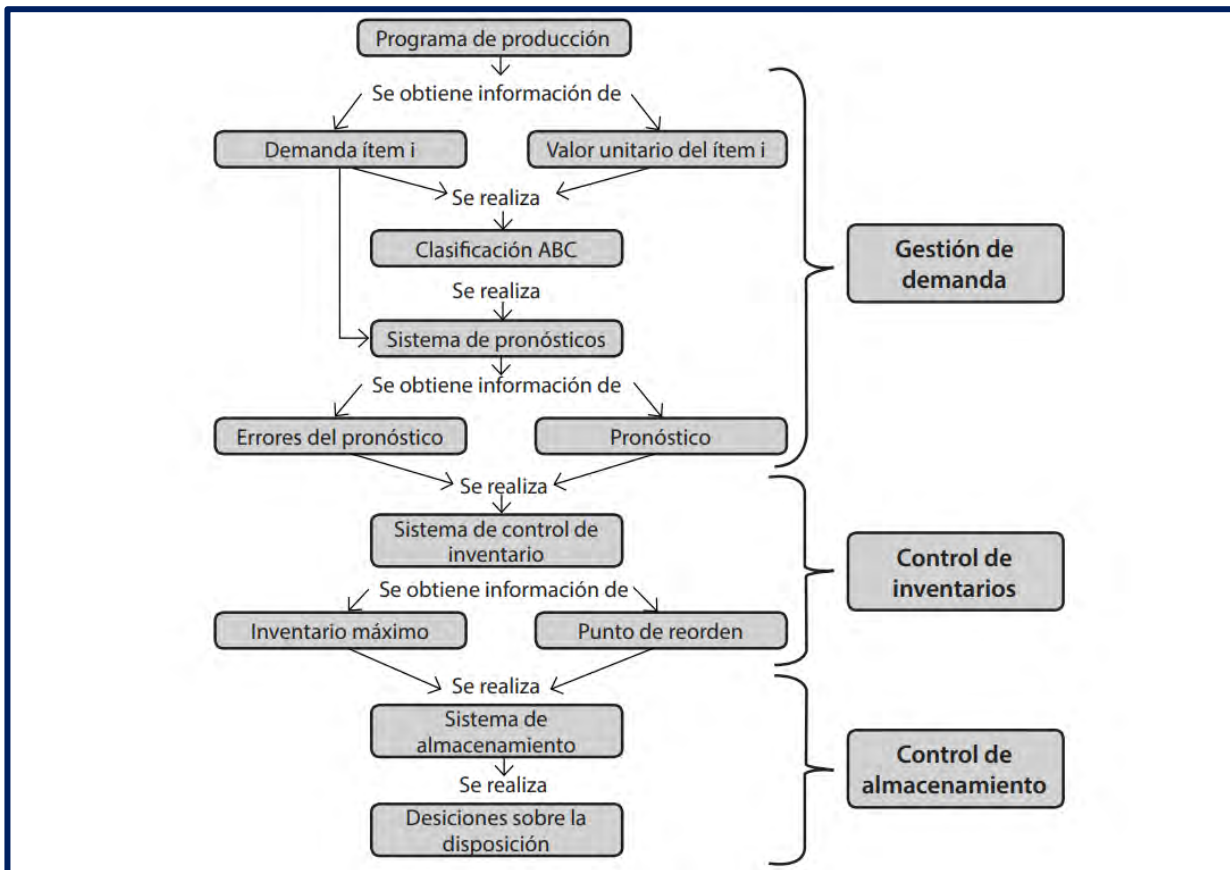 Programa de producción
Se obtiene información de
Demanda ítem i
Valor unitario del ítem i
Se realiza
Clasificación ABC
Se realiza
Sistema de pronósticos
Se obtiene información de
Errores del pronóstico
Pronóstico
Gestión de
demanda
Se realiza
Sistema de control de
inventario
Se obtiene información de
Inventario máximo
Punto de reorden
Control de
inventarios
Se realiza
Sistema de
almacenamiento
Se realiza
Desiciones sobre la
disposición
Control de
almacenamiento